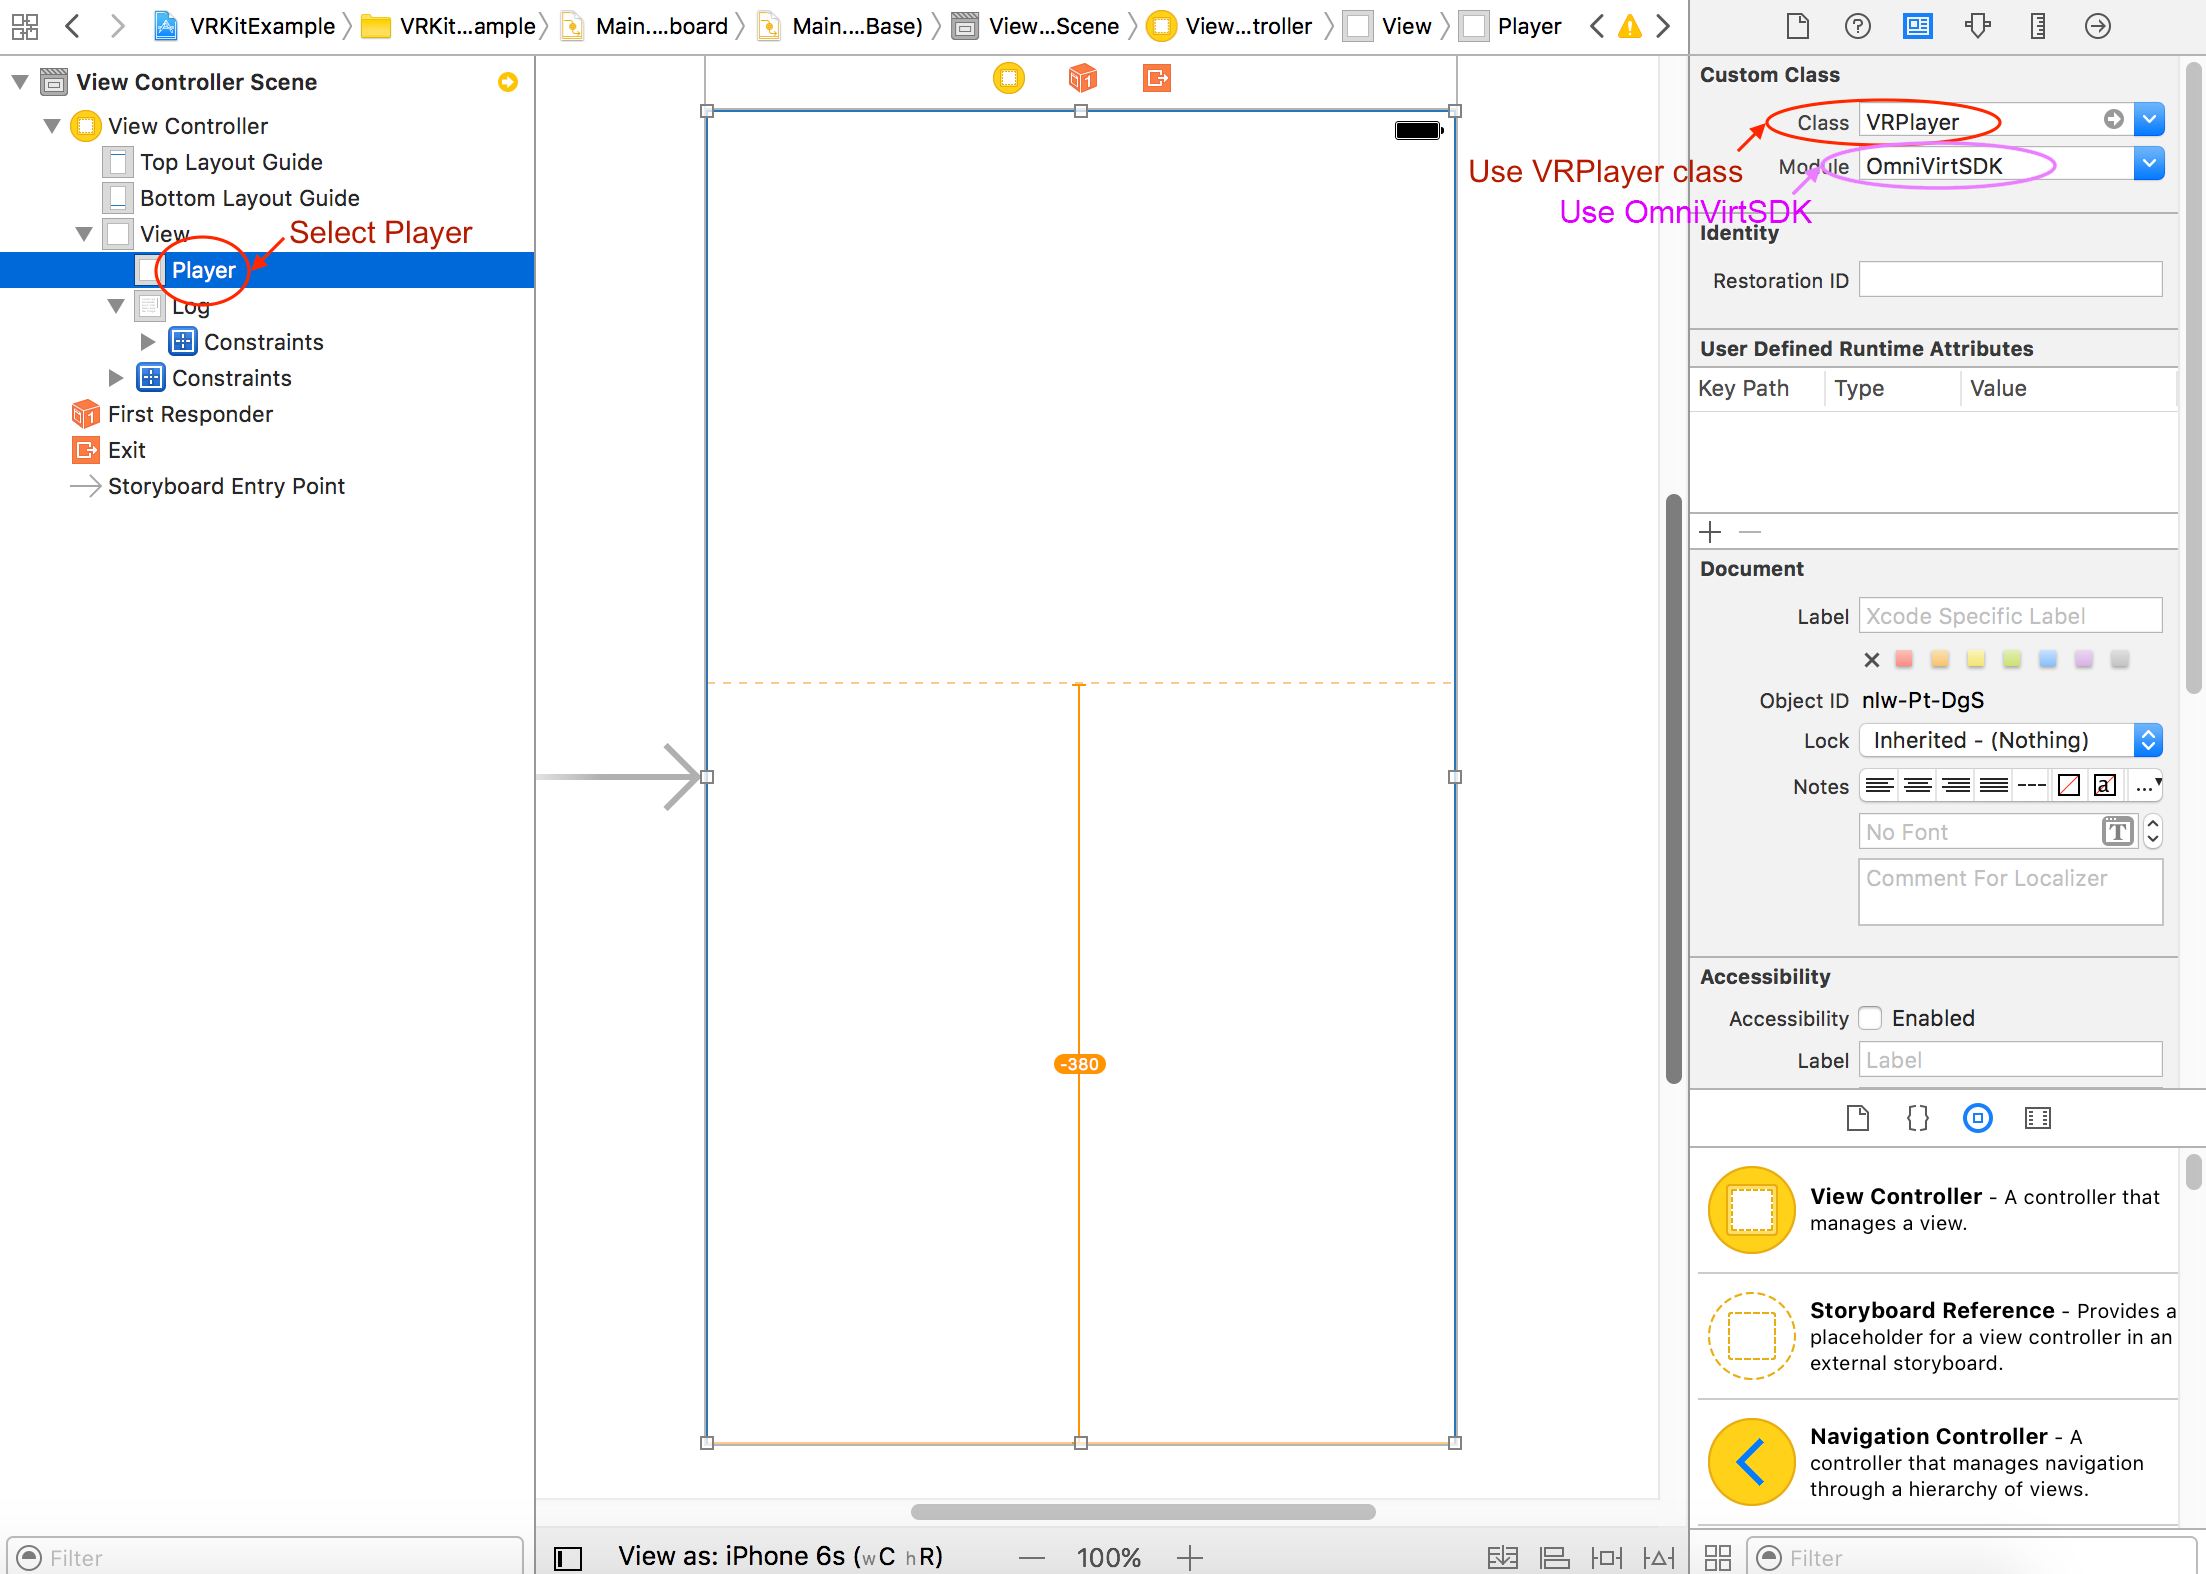 VRKitExample
VRKit...ample
Main....board
Main....Base)
View...Scene
View...troller
View
Player
View Controller Scene
View Controller
Top Layout Guide
Bottom Layout Guide
View
Select Player
Player
Log
Constraints
Constraints
First Responder
Exit
Storyboard Entry Point
Filter
-380
View as: iPhone 6s (wC hR)
100%
Custom Class
Class VRPlayer
Use VRPlayer class
Module OmniVirtSDK
Use OmniVirtSDK
Identity
Restoration ID
User Defined Runtime Attributes
Key Path Type Value
Document
Label Xcode Specific Label
Object ID nIw-Pt-DgS
Lock Inherited - (Nothing)
Notes
No Font
Comment For Localizer
Accessibility
Accessibility Enabled
Label Label
View Controller - A controller that
manages a view.
Storyboard Reference - Provides a
placeholder for a view controller in an
external storyboard.
Navigation Controller - A
controller that manages navigation
through a hierarchy of views.
Filter